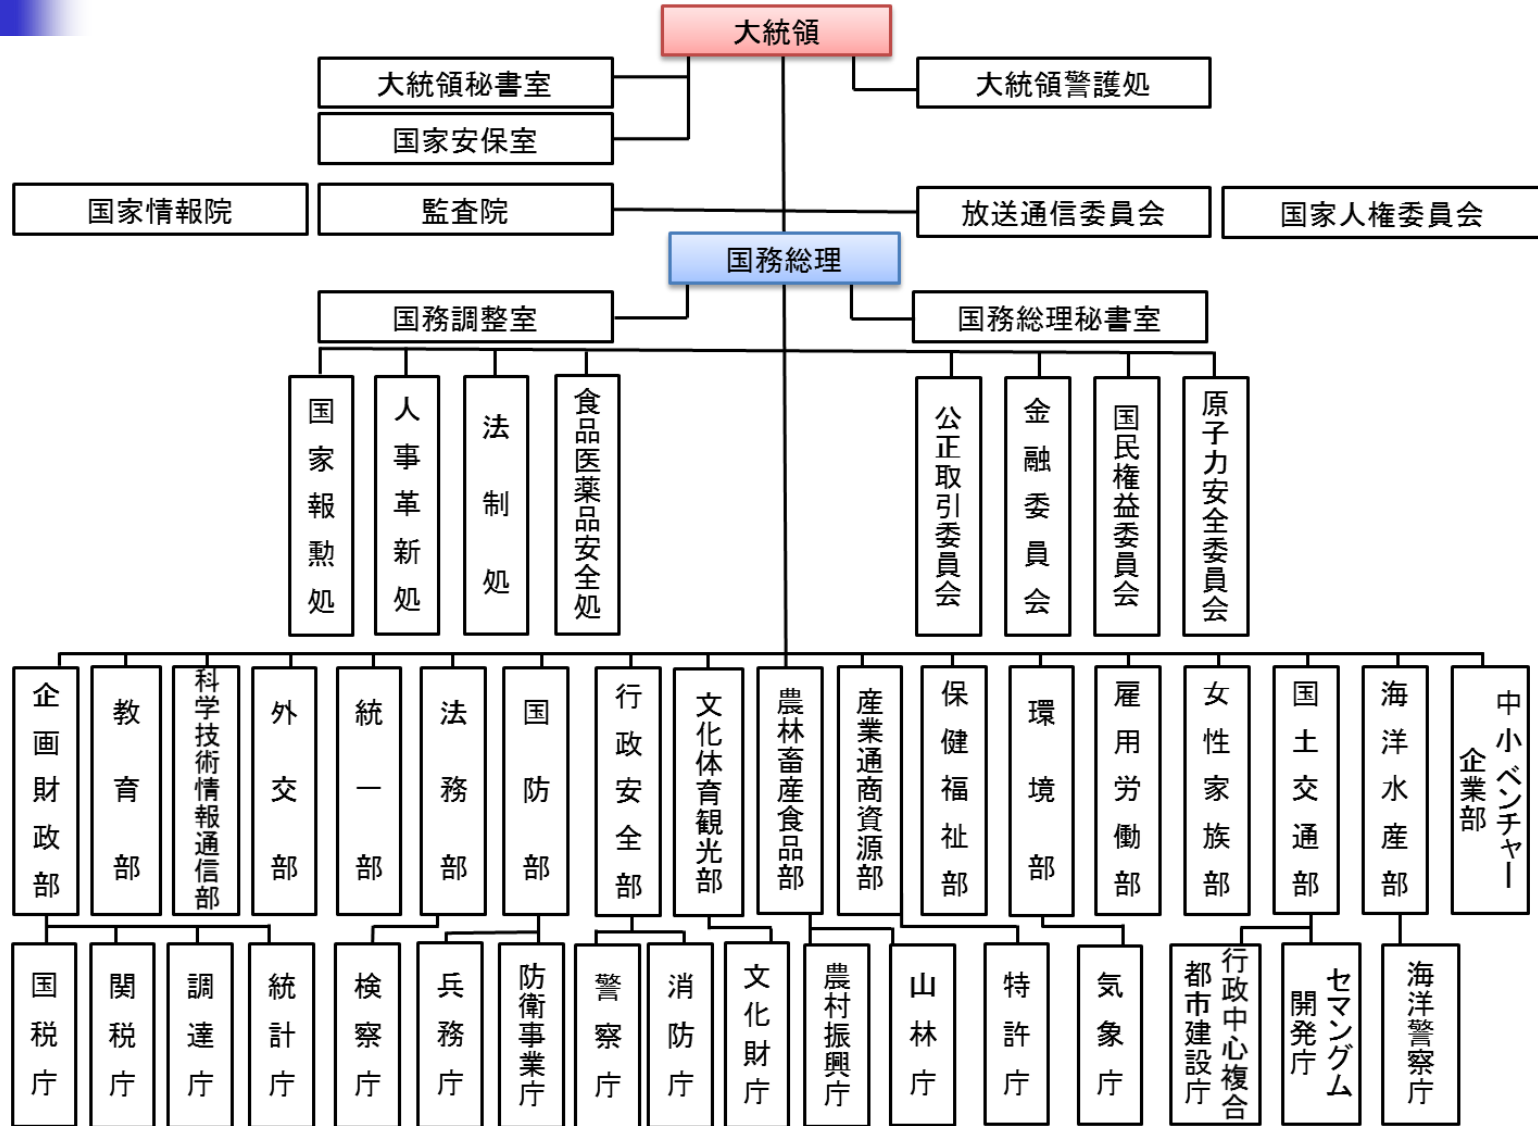 大統領
大統領秘書室
大統領警護処
国家安保室
国家情報院
監査院
放送通信委員会
国家人権委員会
国務総理
国務調整室
国務総理秘書室
国家報勲処
人事革新処
法制処
食品医薬品安全処
公正取引委員会
金融委員会
国民権益委員会
原子力安全委員会
企画財政部
教育部
科学技術情報通信部
外交部
統一部
法務部
国防部
行政安全部
文化体育観光部
農林畜産食品部
産業通商資源部
保健福祉部
環境部
雇用労働部
女性家族部
国土交通部
海洋水産部
中小ベンチャー
企業部
国税庁
関税庁
調達庁
統計庁
検察庁
兵務庁
防衛事業庁
警察庁
消防庁
文化財庁
農村振興庁
山林庁
特許庁
気象庁
行政中心複合
都市建設庁
セマングム
開発庁
海洋警察庁